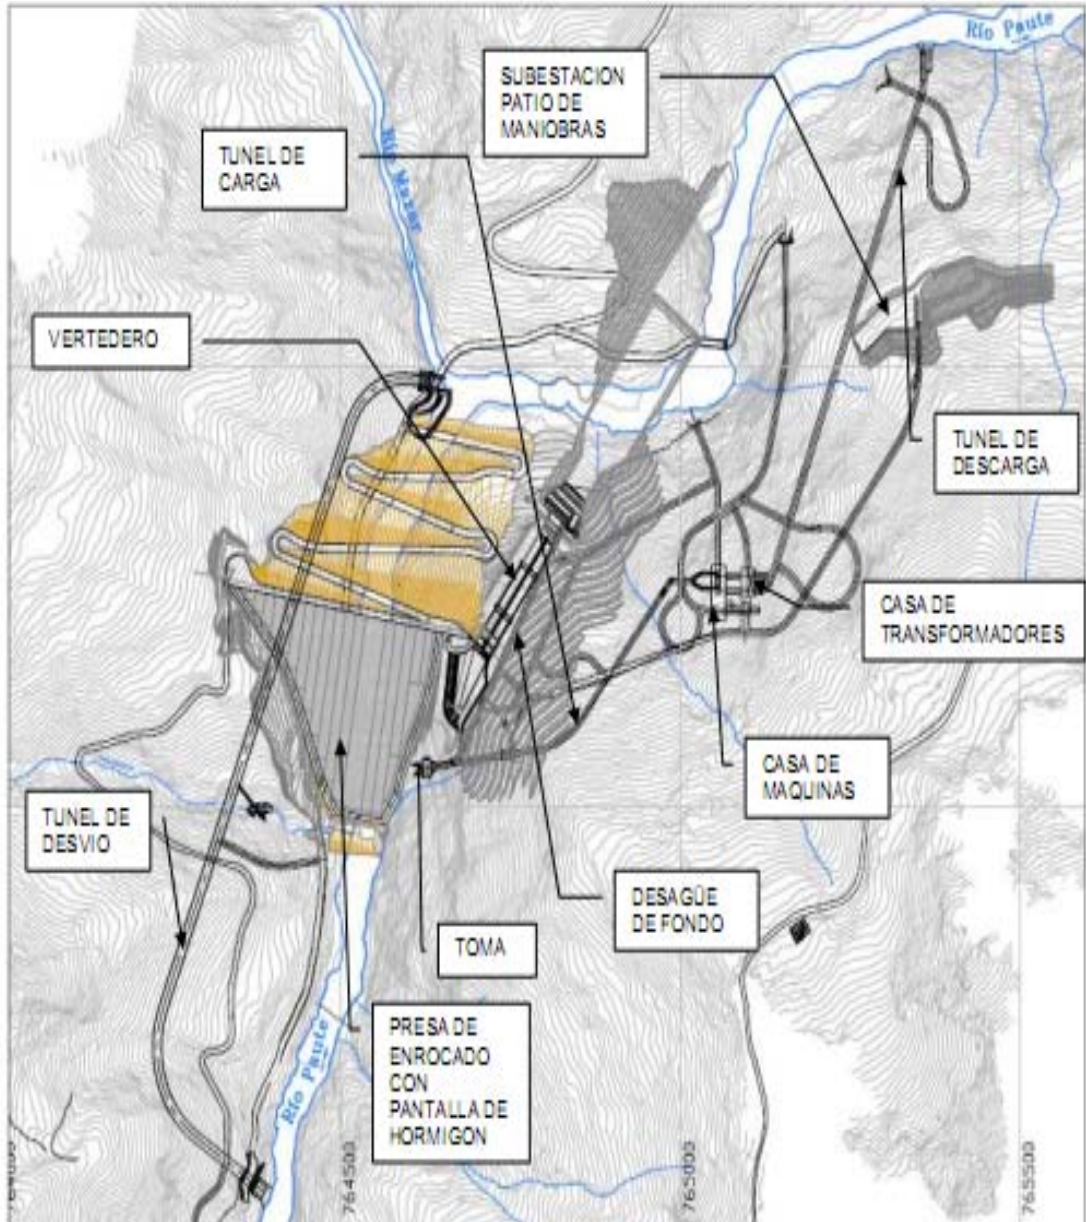 Río Paute
SUBESTACION
PATIO DE
MANIOBRAS
TUNEL DE
CARGA
Río Mazar
VERTEDERO
TUNEL DE
DESCARGA
CASA DE
TRANSFORMADORES
CASA DE
MAQUINAS
TUNEL DE
DESVIO
DESAGÜE
DE FONDO
TOMA
PRESA DE
ENROCADO
CON
PANTALLA DE
HORMIGON
Río Paute
764000
764500
765000
765500